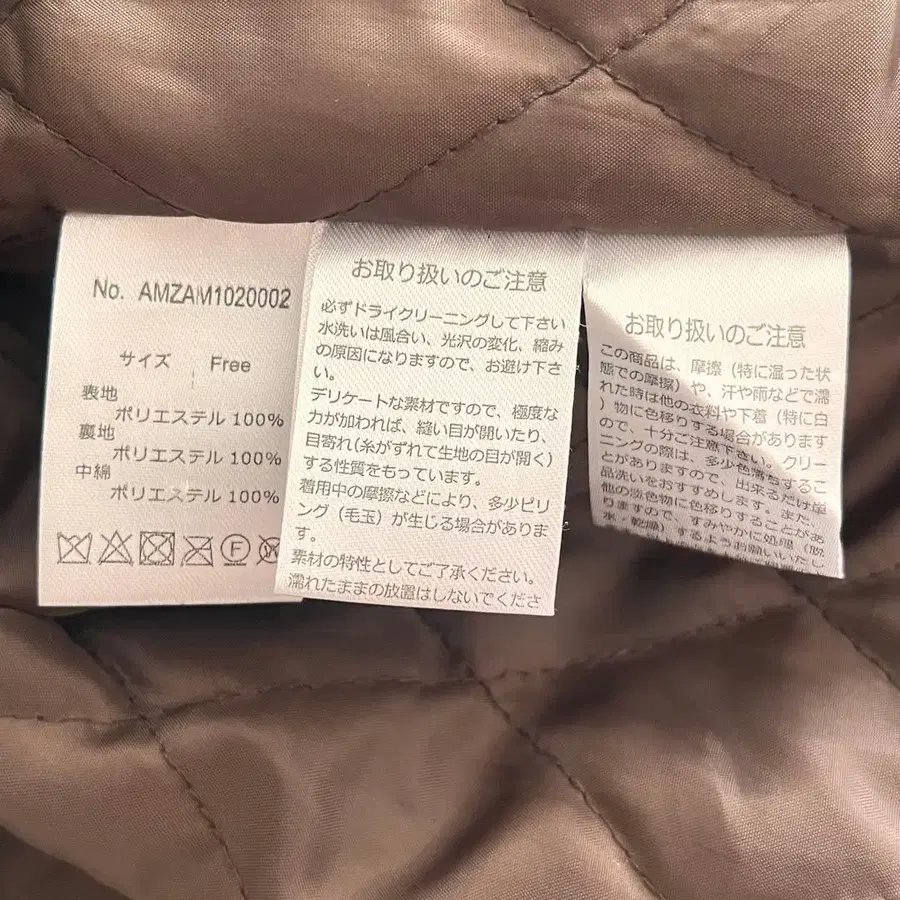 No. AMZAM1020002
サイズ Free
表地
ポリエステル 100%
裏地
ポリエステル 100%
中綿
ポリエステル 100%
お取り扱いのご注意
必ずドライクリーニングして下さい
水洗いは風合い、光沢の変化、縮み
の原因になりますので、お避け下さ
い。
デリケートな素材ですので、極度な
力が加われば、縫い目が開いたり、
目寄れ(糸がずれて生地の目が開く)
する性質をもっています。
着用中の摩擦などにより、多少ピリ
ング(毛玉)が生じる場合がありま
す。
素材の特性としてご了承ください。
濡れたままの放置はしないでくださ
お取り扱いのご注意
この商品は、摩擦(特に湿った状
態での摩擦)や、汗や雨などで濡
れた時は他の衣料や下着(特に白
物)に色移りする場合があります
ので、十分ご注意下さい。クリー
ニングの際は、多少色落ちするこ
とがありますので、出来るだけ単
品洗いをおすすめします。また、
他の淡色物に色移りすることがあ
りますので すみやかに処理
水・乾燥)するようお願いいたし